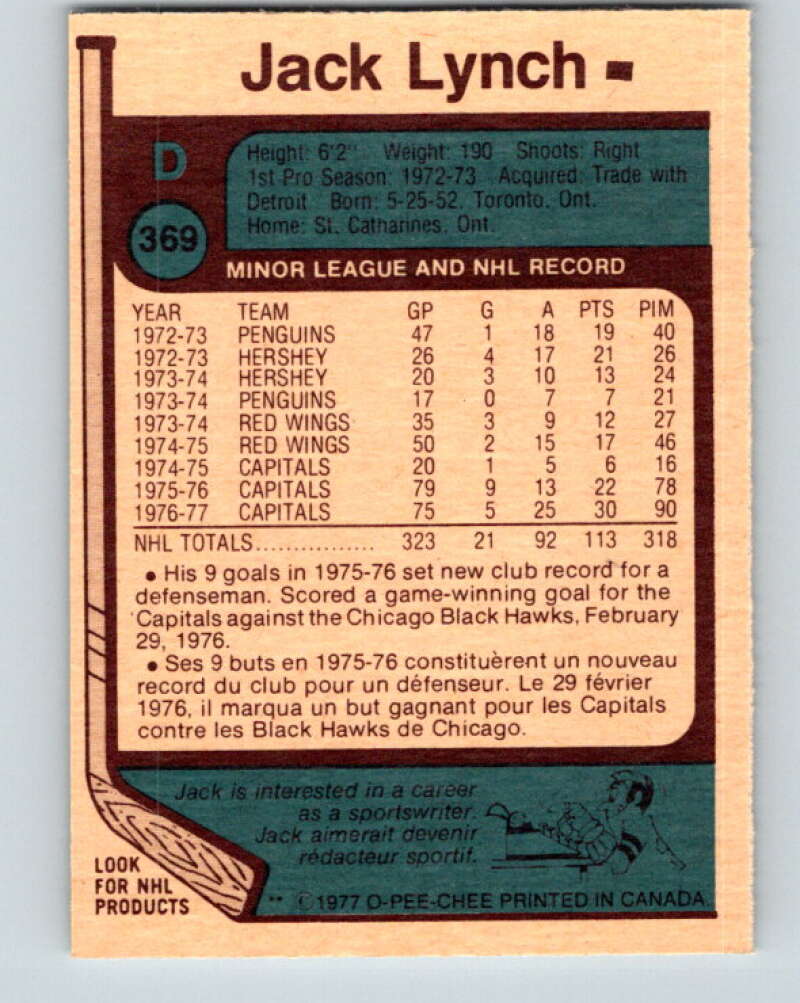 Jack Lynch
D
Height: 6'2" Weight: 190 Shoots: Right
1st Pro Season: 1972-73 Acquired: Trade with
Detroit Born: 5-25-52, Toronto, Ont.
Home: St. Catharines, Ont.
369
MINOR LEAGUE AND NHL RECORD
YEAR TEAM GP G A PTS PIM
1972-73 PENGUINS 47 1 18 19 40
1972-73 HERSHEY 26 4 17 21 26
1973-74 HERSHEY 20 3 10 13 24
1973-74 PENGUINS 17 0 7 7 21
1973-74 RED WINGS 35 3 9 12 27
1974-75 RED WINGS 50 2 15 17 46
1974-75 CAPITALS 20 1 5 6 16
1975-76 CAPITALS 79 9 13 22 78
1976-77 CAPITALS 75 5 25 30 90
NHL TOTALS................ 323 21 92 113 318
• His 9 goals in 1975-76 set new club record for a
defenseman. Scored a game-winning goal for the
Capitals against the Chicago Black Hawks, February
29, 1976.
• Ses 9 buts en 1975-76 constituèrent un nouveau
record du club pour un défenseur. Le 29 février
1976, il marqua un but gagnant pour les Capitals
contre les Black Hawks de Chicago.
Jack is interested in a career
as a sportswriter.
Jack aimerait devenir
rédacteur sportif.
LOOK
FOR NHL
PRODUCTS
** ©1977 O-PEE-CHEE PRINTED IN CANADA.